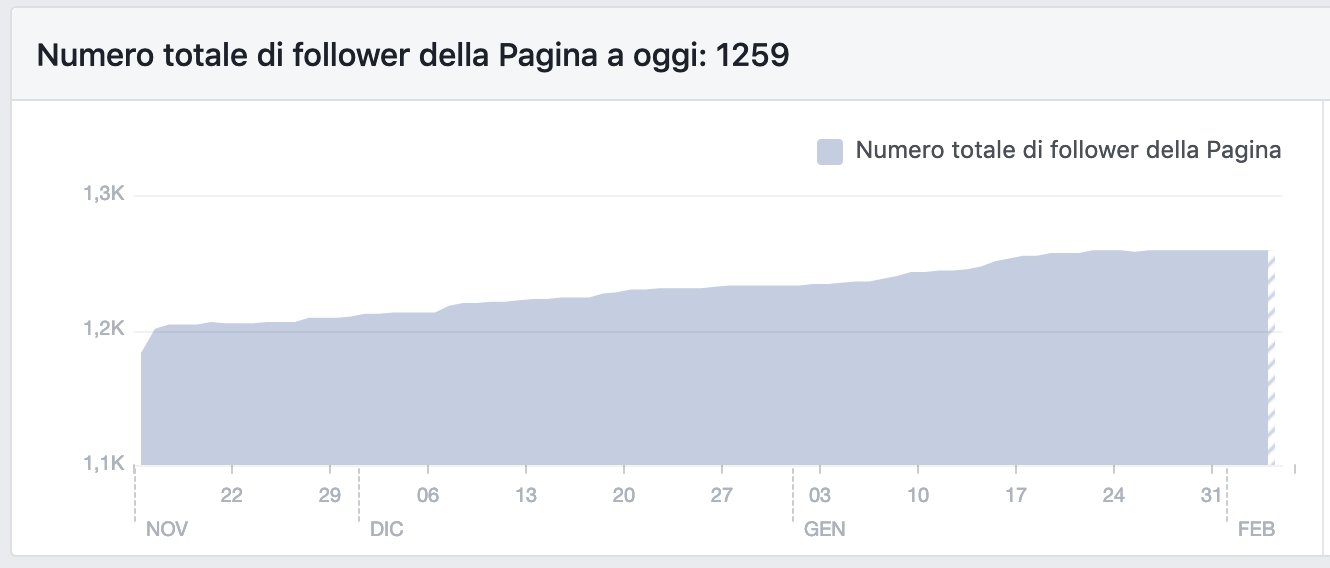 Numero totale di follower della Pagina a oggi: 1259
Numero totale di follower della Pagina
1,3K
1,2K
1,1K
22 29 06 13 20 27 03 10 17 24 31
NOV DIC GEN FEB